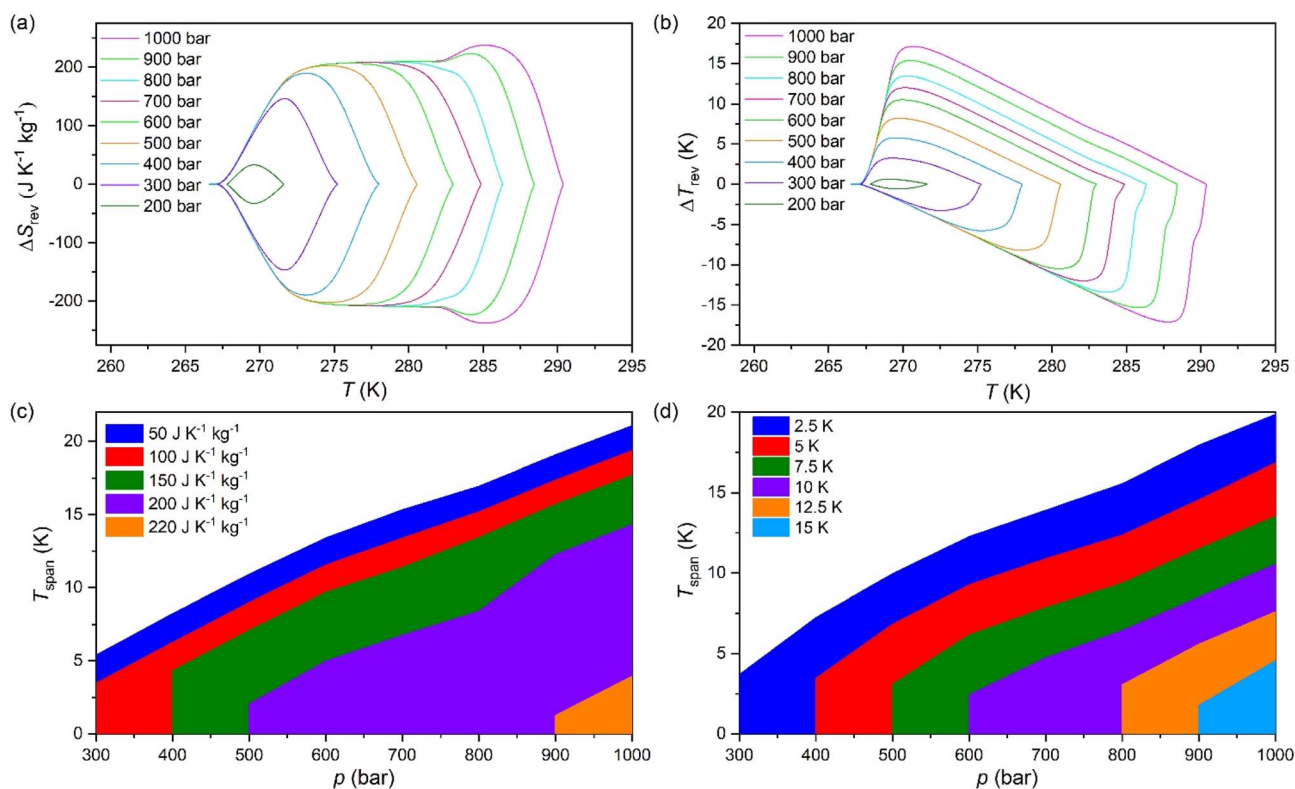 (a)
1000 bar
900 bar
800 bar
700 bar
600 bar
500 bar
400 bar
300 bar
200 bar
200
100
0
-100
-200
ΔS_rev (J K⁻¹ kg⁻¹)
260 265 270 275 280 285 290 295
T (K)
(b)
1000 bar
900 bar
800 bar
700 bar
600 bar
500 bar
400 bar
300 bar
200 bar
20
15
10
5
0
-5
-10
-15
-20
ΔT_rev (K)
260 265 270 275 280 285 290 295
T (K)
(c)
50 J K⁻¹ kg⁻¹
100 J K⁻¹ kg⁻¹
150 J K⁻¹ kg⁻¹
200 J K⁻¹ kg⁻¹
220 J K⁻¹ kg⁻¹
20
15
10
5
0
T_span (K)
300 400 500 600 700 800 900 1000
p (bar)
(d)
2.5 K
5 K
7.5 K
10 K
12.5 K
15 K
20
15
10
5
0
T_span (K)
300 400 500 600 700 800 900 1000
p (bar)